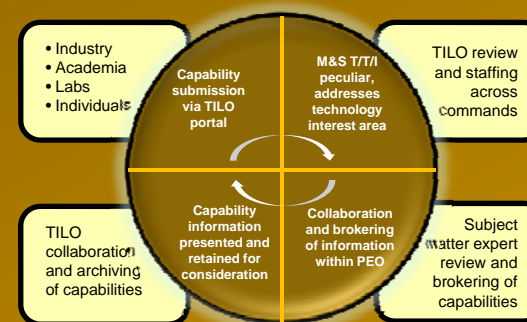 • Industry
• Academia
• Labs
• Individuals
Capability
submission
via TILO
portal
M&S T/T/I
peculiar,
addresses
technology
interest area
TILO review
and staffing
across
commands
TILO
collaboration
and archiving
of capabilities
Capability
information
presented and
retained for
consideration
Collaboration
and brokering
of information
within PEO
Subject
matter expert
review and
brokering of
capabilities